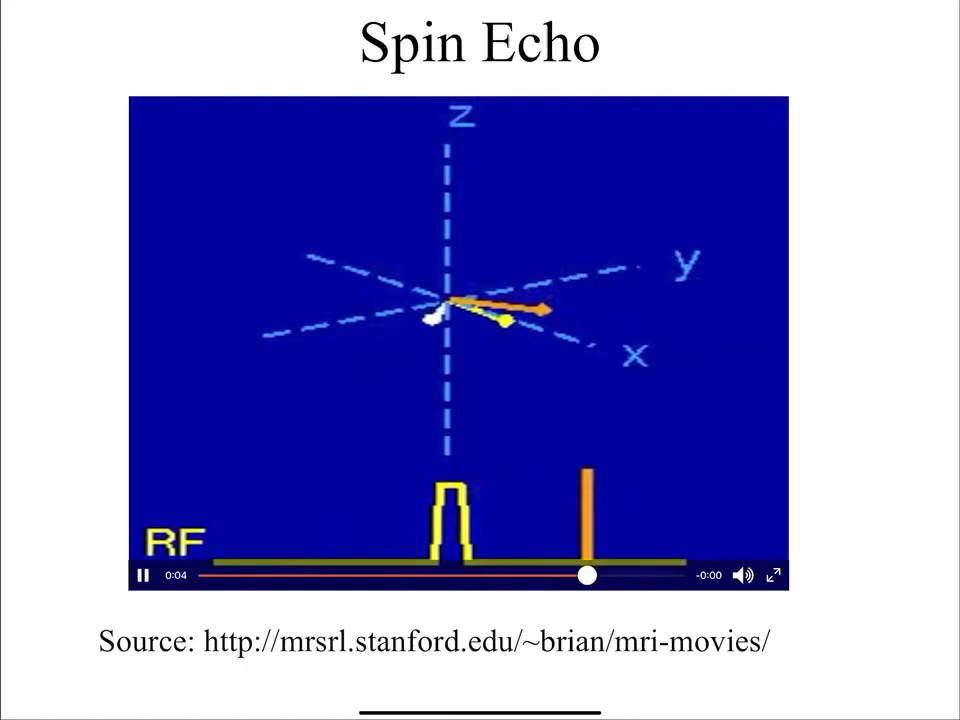 Spin Echo
z
y
x
RF
0:04
-0:00
Source: http://mrsrl.stanford.edu/~brian/mri-movies/